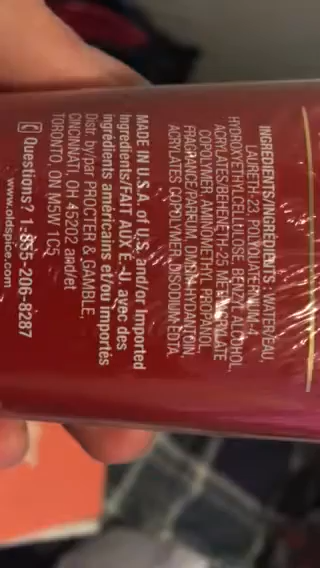 INGREDIENTS/INGRÉDIENTS : WATER/EAU,
LAURETH-23, POLYQUATERNIUM-4,
HYDROXYETHYLCELLULOSE, BENZYL ALCOHOL,
ACRYLATES/BEHENETH-25 METHACRYLATE
COPOLYMER, AMINOMETHYL PROPANOL,
FRAGRANCE/PARFUM, DMDM HYDANTOIN,
ACRYLATES COPOLYMER, DISODIUM EDTA.
MADE IN U.S.A. of U.S. and/or Imported
Ingredients/FAIT AUX É.-U. avec des
ingrédients américains et/ou importés
Distr. by/par PROCTER & GAMBLE,
CINCINNATI, OH 45202 and/et
TORONTO, ON M5W 1C5
Questions? 1-855-206-8287
www.oldspice.com